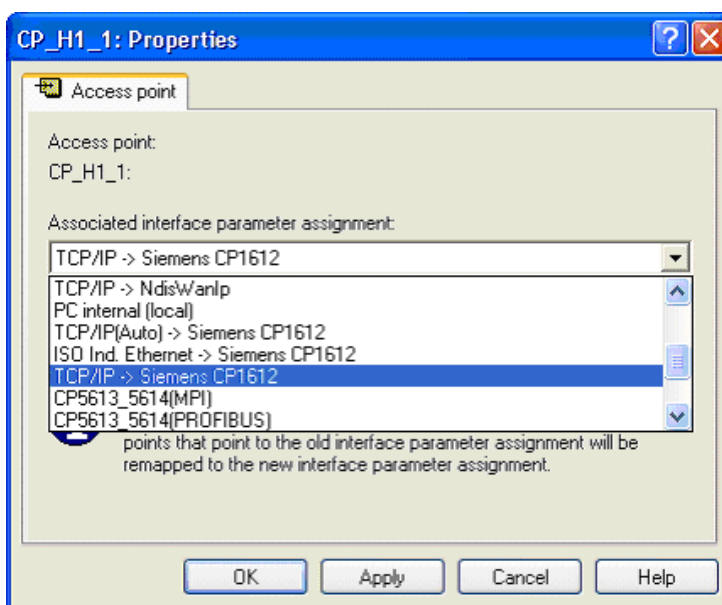 CP_H1_1: Properties
Access point
Access point:
CP_H1_1:
Associated interface parameter assignment:
TCP/IP -> Siemens CP1612
TCP/IP -> NdisWanIp
PC internal (local)
TCP/IP(Auto) -> Siemens CP1612
ISO Ind. Ethernet -> Siemens CP1612
TCP/IP -> Siemens CP1612
CP5613_5614(MPI)
CP5613_5614(PROFIBUS)
points that point to the old interface parameter assignment will be
remapped to the new interface parameter assignment.
OK Apply Cancel Help